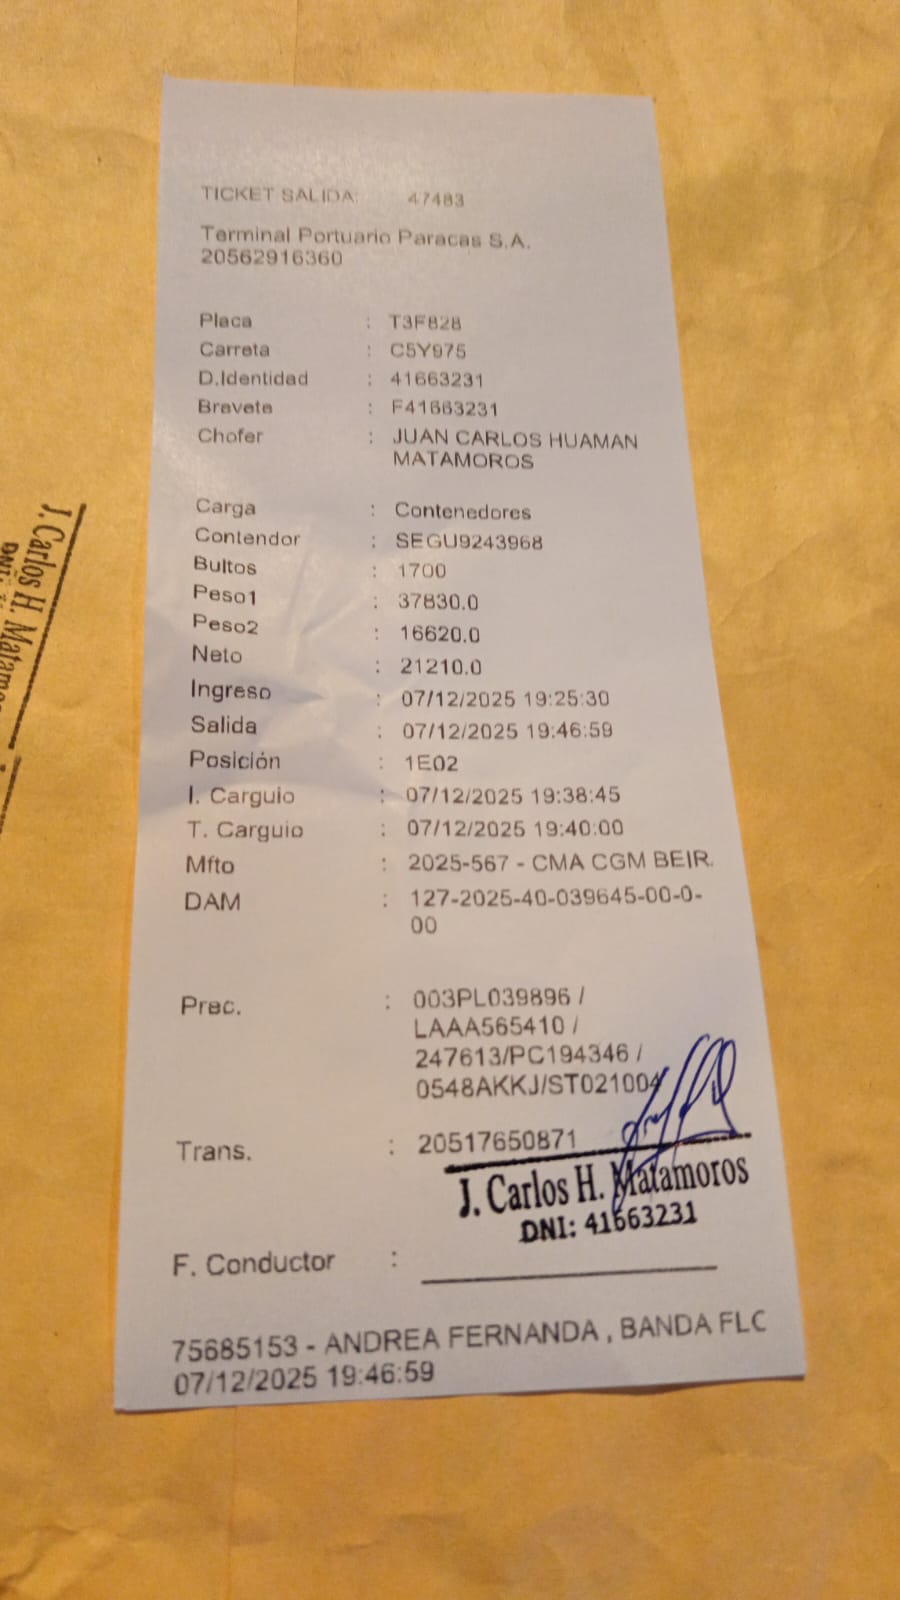 TICKET SALIDA: 47483
Terminal Portuario Paracas S.A.
20562916360
Placa : T3F828
Carreta : C5Y975
D.Identidad : 41663231
Brevete : F41663231
Chofer : JUAN CARLOS HUAMAN
MATAMOROS
Carga : Contenedores
Contendor : SEGU9243968
Bultos : 1700
Peso1 : 37830.0
Peso2 : 16620.0
Neto : 21210.0
Ingreso : 07/12/2025 19:25:30
Salida : 07/12/2025 19:46:59
Posición : 1E02
I. Carguio : 07/12/2025 19:38:45
T. Carguio : 07/12/2025 19:40:00
Mfto : 2025-567 - CMA CGM BEIR.
DAM : 127-2025-40-039645-00-0-
00
Prec. : 003PL039896 /
LAAA565410 /
247613/PC194346 /
0548AKKJ/ST021004
Trans. : 20517650871
J. Carlos H. Matamoros
DNI: 41663231
F. Conductor :
75685153 - ANDREA FERNANDA , BANDA FLC
07/12/2025 19:46:59
J. Carlos H.
DNI: